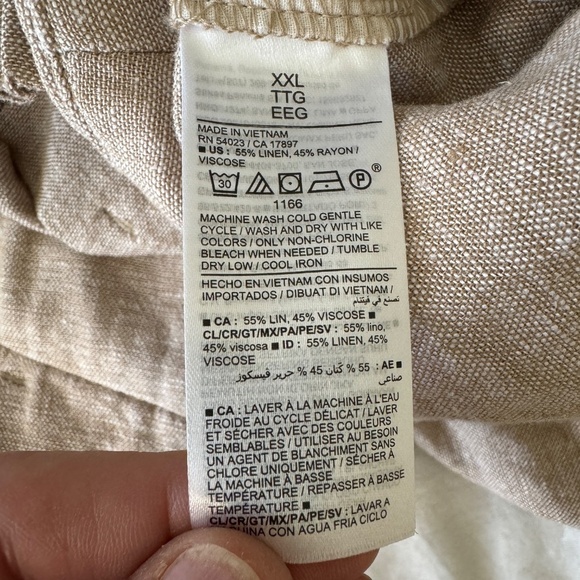 XXL
TTG
EEG
MADE IN VIETNAM
RN 54023 / CA 17897
■ US : 55% LINEN, 45% RAYON /
VISCOSE
30 P ®
1166
MACHINE WASH COLD GENTLE
CYCLE / WASH AND DRY WITH LIKE
COLORS / ONLY NON-CHLORINE
BLEACH WHEN NEEDED / TUMBLE
DRY LOW / COOL IRON
HECHO EN VIETNAM CON INSUMOS
IMPORTADOS / DIBUAT DI VIETNAM /
صنع في فيتنام
■ CA : 55% LIN, 45% VISCOSE ■
CL/CR/GT/MX/PA/PE/SV : 55% lino,
45% viscosa ■ ID : 55% LINEN, 45%
VISCOSE
■ AE : 55 % كتان 45 % حرير فيسكوز
صناعي
■ CA : LAVER À LA MACHINE À L'EAU
FROIDE AU CYCLE DÉLICAT / LAVER
ET SÉCHER AVEC DES COULEURS
SEMBLABLES / UTILISER AU BESOIN
UN AGENT DE BLANCHIMENT SANS
CHLORE UNIQUEMENT / SÉCHER À
LA MACHINE À BASSE
TEMPÉRATURE / REPASSER À BASSE
TEMPÉRATURE ■
CL/CR/GT/MX/PA/PE/SV : LAVAR A
CON AGUA FRIA CICLO